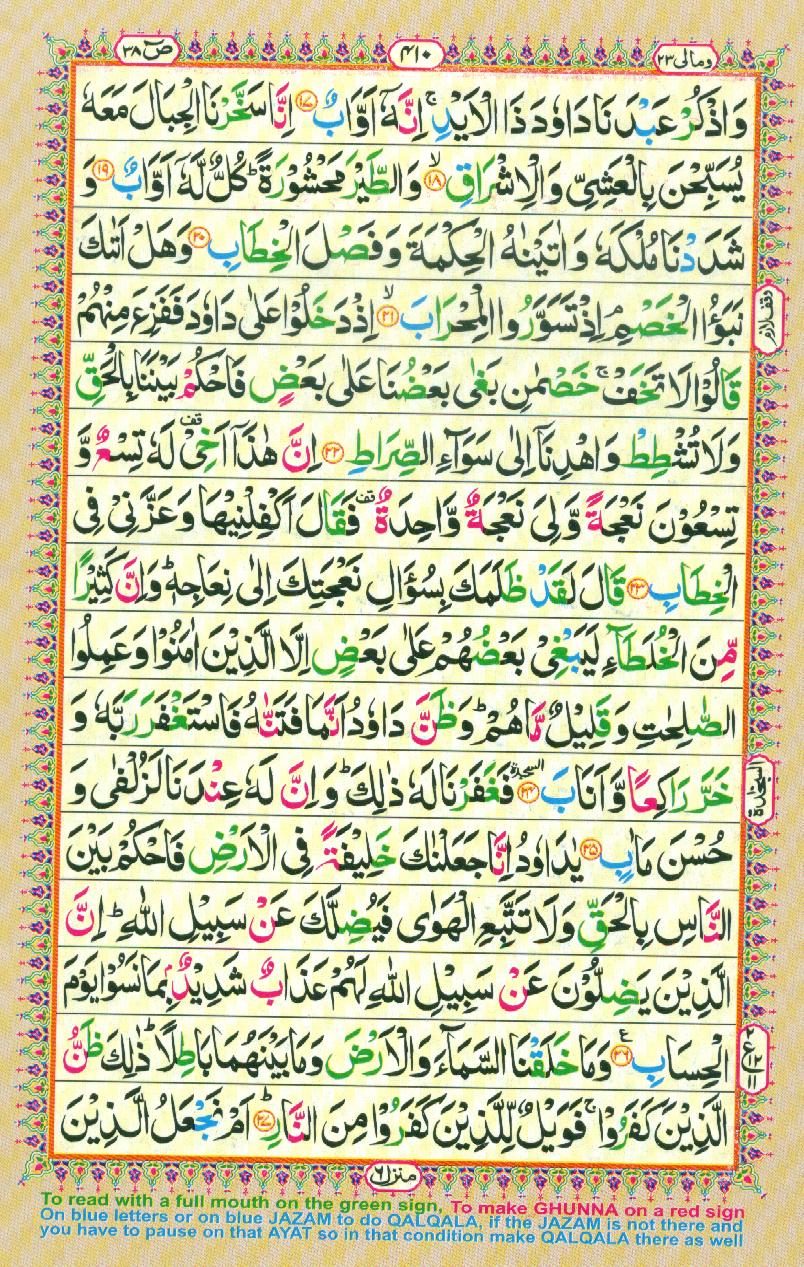 ومالی ۲۳
۴۱۰
صٓ ۳۸
وَاذْكُرْ عَبْدَنَا دَاوٗدَ ذَا الْاَيْدِ ۚ اِنَّهٗۤ اَوَّابٌ ۝۱۷ اِنَّا سَخَّرْنَا الْجِبَالَ مَعَهٗ
يُسَبِّحْنَ بِالْعَشِيِّ وَالْاِشْرَاقِ ۙ۝۱۸ وَالطَّيْرَ مَحْشُوْرَةً ؕ كُلٌّ لَّهٗۤ اَوَّابٌ ۝۱۹ وَ
شَدَدْنَا مُلْكَهٗ وَاٰتَيْنٰهُ الْحِكْمَةَ وَفَصْلَ الْخِطَابِ ۝۲۰ وَهَلْ اَتٰىكَ
نَبَؤُا الْخَصْمِ ۘ اِذْ تَسَوَّرُوا الْمِحْرَابَ ۙ۝۲۱ اِذْ دَخَلُوْا عَلٰى دَاوٗدَ فَفَزِعَ مِنْهُمْ
وقف لازم
قَالُوْا لَا تَخَفْ ۚ خَصْمٰنِ بَغٰى بَعْضُنَا عَلٰى بَعْضٍ فَاحْكُمْ بَيْنَنَا بِالْحَقِّ
وَلَا تُشْطِطْ وَاهْدِنَاۤ اِلٰى سَوَآءِ الصِّرَاطِ ۝۲۲ اِنَّ هٰذَاۤ اَخِيْ ۫ لَهٗ تِسْعٌ وَّ
تِسْعُوْنَ نَعْجَةً وَّلِيَ نَعْجَةٌ وَّاحِدَةٌ ۫ فَقَالَ اَكْفِلْنِيْهَا وَعَزَّنِيْ فِي
الْخِطَابِ ۝۲۳ قَالَ لَقَدْ ظَلَمَكَ بِسُؤَالِ نَعْجَتِكَ اِلٰى نِعَاجِهٖ ؕ وَاِنَّ كَثِيْرًا
مِّنَ الْخُلَطَآءِ لَيَبْغِيْ بَعْضُهُمْ عَلٰى بَعْضٍ اِلَّا الَّذِيْنَ اٰمَنُوْا وَعَمِلُوا
الصّٰلِحٰتِ وَقَلِيْلٌ مَّا هُمْ ؕ وَظَنَّ دَاوٗدُ اَنَّمَا فَتَنّٰهُ فَاسْتَغْفَرَ رَبَّهٗ وَ
خَرَّ رَاكِعًا وَّاَنَابَ السجدة ۝۲۴ فَغَفَرْنَا لَهٗ ذٰلِكَ ؕ وَاِنَّ لَهٗ عِنْدَنَا لَزُلْفٰى وَ
السجدة
حُسْنَ مَاٰبٍ ۝۲۵ يٰدَاوٗدُ اِنَّا جَعَلْنٰكَ خَلِيْفَةً فِي الْاَرْضِ فَاحْكُمْ بَيْنَ
النَّاسِ بِالْحَقِّ وَلَا تَتَّبِعِ الْهَوٰى فَيُضِلَّكَ عَنْ سَبِيْلِ اللّٰهِ ؕ اِنَّ
الَّذِيْنَ يَضِلُّوْنَ عَنْ سَبِيْلِ اللّٰهِ لَهُمْ عَذَابٌ شَدِيْدٌۢ بِمَا نَسُوْا يَوْمَ
الْحِسَابِ ۝۲۶ؑ وَمَا خَلَقْنَا السَّمَآءَ وَالْاَرْضَ وَمَا بَيْنَهُمَا بَاطِلًا ؕ ذٰلِكَ ظَنُّ
۲ ع ۱۲ ۱۱
الَّذِيْنَ كَفَرُوْا ۚ فَوَيْلٌ لِّلَّذِيْنَ كَفَرُوْا مِنَ النَّارِ ؕ۝۲۷ اَمْ نَجْعَلُ الَّذِيْنَ
منزل ٦
To read with a full mouth on the green sign, To make GHUNNA on a red sign
On blue letters or on blue JAZAM to do QALQALA, if the JAZAM is not there and
you have to pause on that AYAT so in that condition make QALQALA there as well